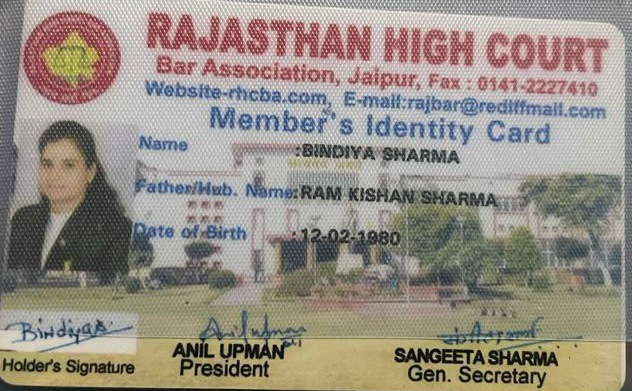 RAJASTHAN HIGH COURT
Bar Association, Jaipur, Fax : 0141-2227410
Website-rhcba.com, E-mail:rajbar@rediffmail.com
Member's Identity Card
Name :BINDIYA SHARMA
Father/Hub. Name:RAM KISHAN SHARMA
Date of Birth :12-02-1980
Bindiya
Holder's Signature
Anil upman
ANIL UPMAN
President
SANGEETA SHARMA
Gen. Secretary